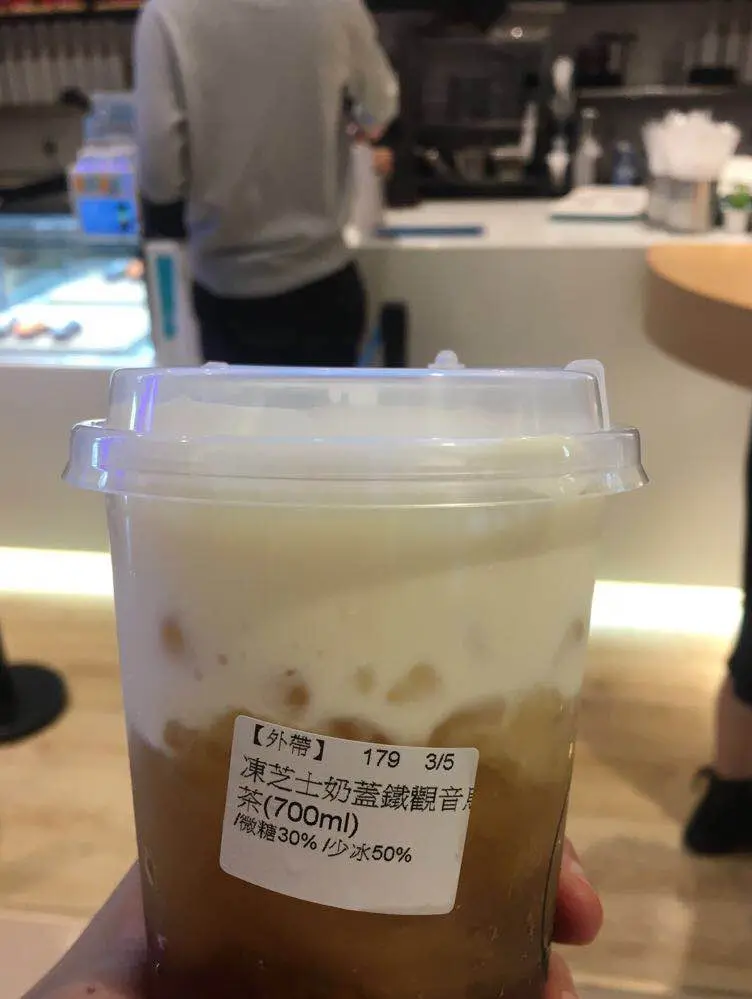 【外帶】 179 3/5
凍芝士奶蓋鐵觀音
茶(700ml)
/微糖30% /少冰50%